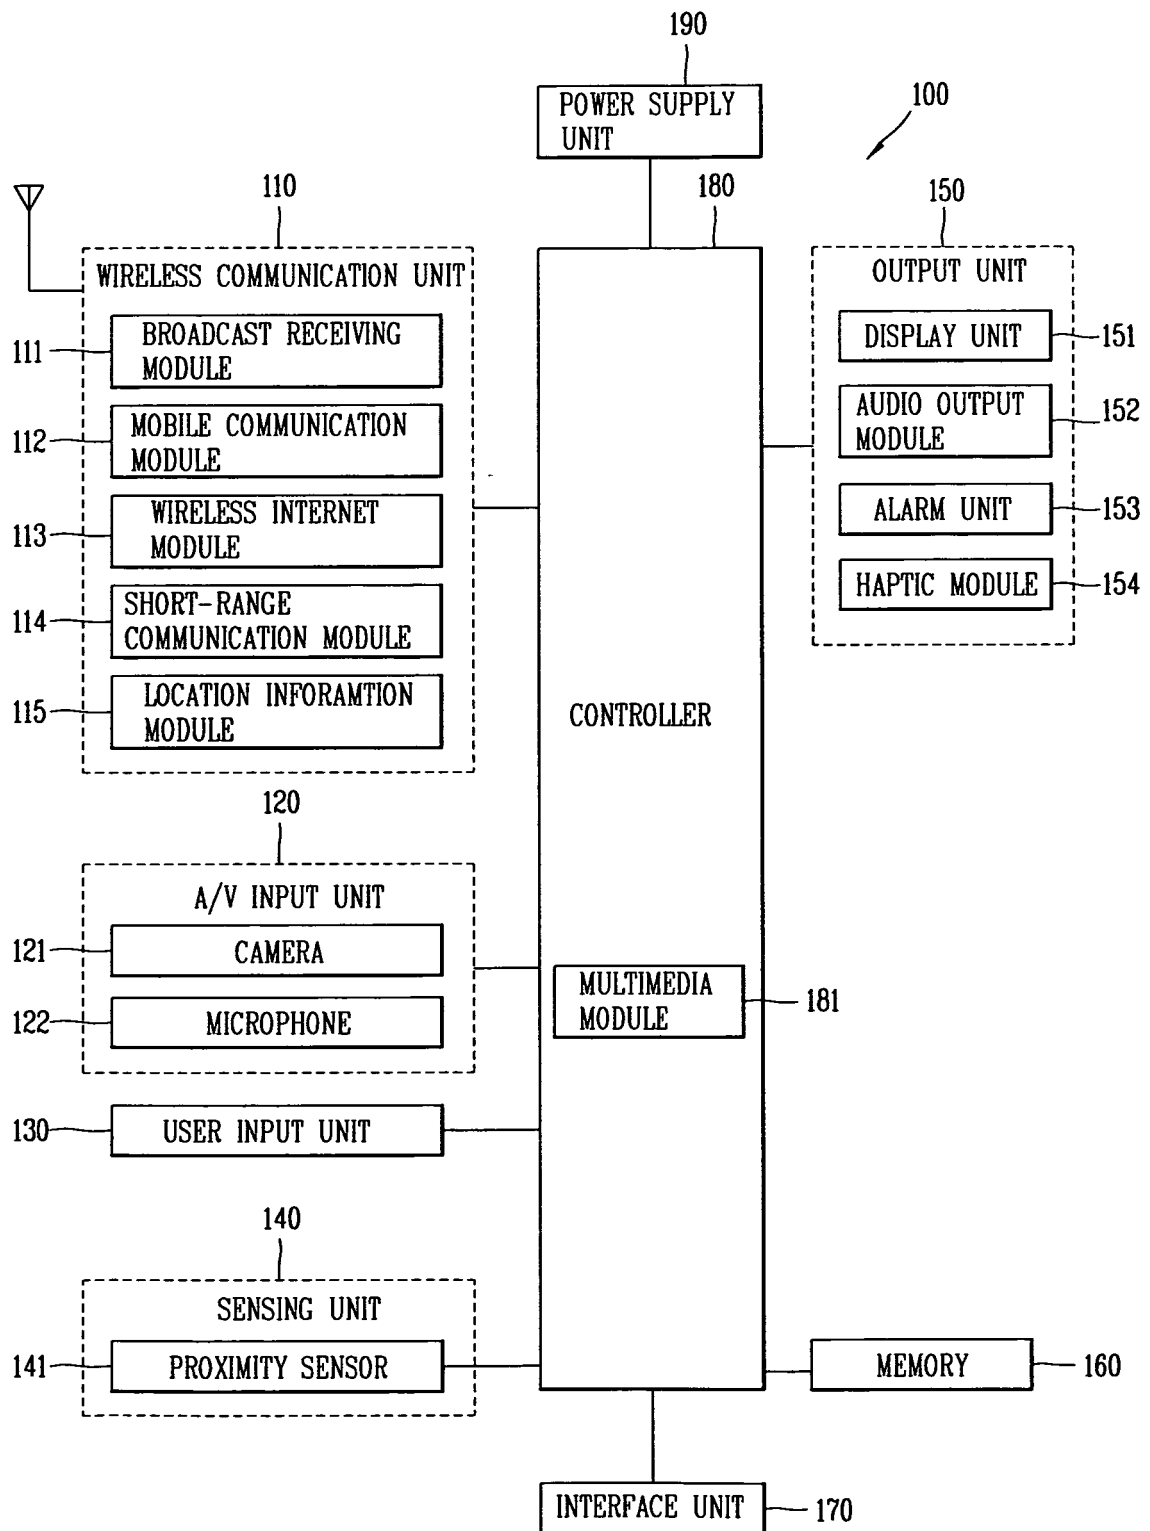 190
POWER SUPPLY
UNIT
100
110
180
150
WIRELESS COMMUNICATION UNIT
111
BROADCAST RECEIVING
MODULE
112
MOBILE COMMUNICATION
MODULE
113
WIRELESS INTERNET
MODULE
114
SHORT-RANGE
COMMUNICATION MODULE
115
LOCATION INFORAMTION
MODULE
OUTPUT UNIT
DISPLAY UNIT
151
AUDIO OUTPUT
MODULE
152
ALARM UNIT
153
HAPTIC MODULE
154
CONTROLLER
120
A/V INPUT UNIT
121
CAMERA
122
MICROPHONE
MULTIMEDIA
MODULE
181
130
USER INPUT UNIT
140
SENSING UNIT
141
PROXIMITY SENSOR
MEMORY
160
INTERFACE UNIT
170